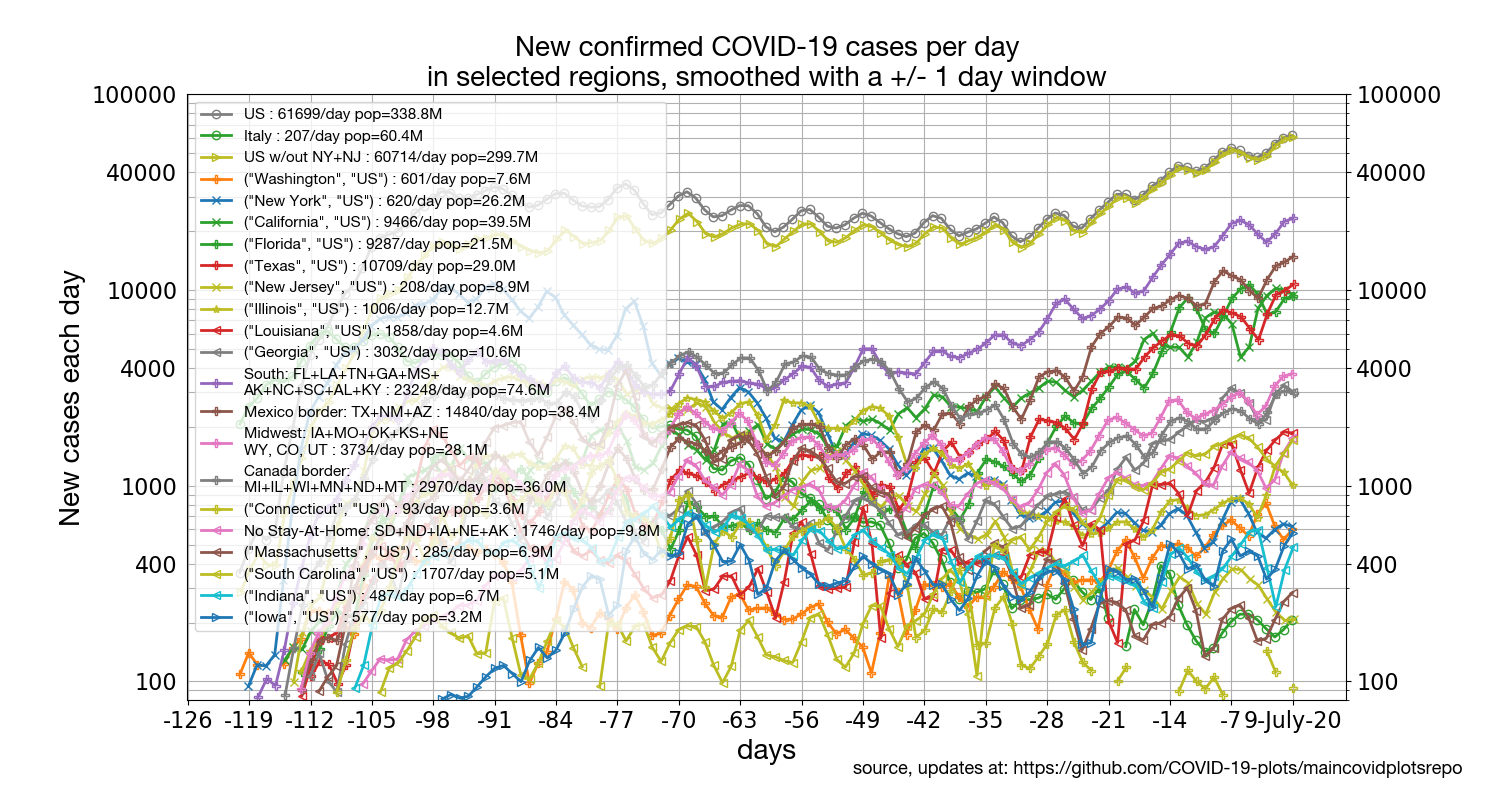 New confirmed COVID-19 cases per day
in selected regions, smoothed with a +/- 1 day window
New cases each day
100000
40000
10000
4000
1000
400
100
US : 61699/day pop=338.8M
Italy : 207/day pop=60.4M
US w/out NY+NJ : 60714/day pop=299.7M
("Washington", "US") : 601/day pop=7.6M
("New York", "US") : 620/day pop=26.2M
("California", "US") : 9466/day pop=39.5M
("Florida", "US") : 9287/day pop=21.5M
("Texas", "US") : 10709/day pop=29.0M
("New Jersey", "US") : 208/day pop=8.9M
("Illinois", "US") : 1006/day pop=12.7M
("Louisiana", "US") : 1858/day pop=4.6M
("Georgia", "US") : 3032/day pop=10.6M
South: FL+LA+TN+GA+MS+
AK+NC+SC+AL+KY : 23248/day pop=74.6M
Mexico border: TX+NM+AZ : 14840/day pop=38.4M
Midwest: IA+MO+OK+KS+NE
WY, CO, UT : 3734/day pop=28.1M
Canada border:
MI+IL+WI+MN+ND+MT : 2970/day pop=36.0M
("Connecticut", "US") : 93/day pop=3.6M
No Stay-At-Home: SD+ND+IA+NE+AK : 1746/day pop=9.8M
("Massachusetts", "US") : 285/day pop=6.9M
("South Carolina", "US") : 1707/day pop=5.1M
("Indiana", "US") : 487/day pop=6.7M
("Iowa", "US") : 577/day pop=3.2M
100000
40000
10000
4000
1000
400
100
-126 -119 -112 -105 -98 -91 -84 -77 -70 -63 -56 -49 -42 -35 -28 -21 -14 -7 9-July-20
days
source, updates at: https://github.com/COVID-19-plots/maincovidplotsrepo